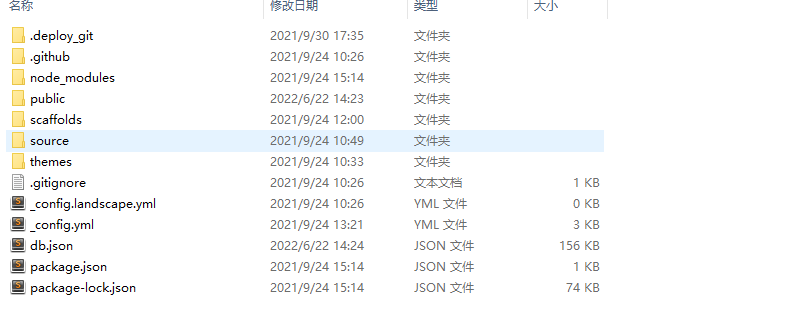 名称 修改日期 类型 大小
.deploy_git 2021/9/30 17:35 文件夹
.github 2021/9/24 10:26 文件夹
node_modules 2021/9/24 15:14 文件夹
public 2022/6/22 14:23 文件夹
scaffolds 2021/9/24 12:00 文件夹
source 2021/9/24 10:49 文件夹
themes 2021/9/24 10:33 文件夹
.gitignore 2021/9/24 10:26 文本文档 1 KB
_config.landscape.yml 2021/9/24 10:26 YML 文件 0 KB
_config.yml 2021/9/24 13:21 YML 文件 3 KB
db.json 2022/6/22 14:24 JSON 文件 156 KB
package.json 2021/9/24 15:14 JSON 文件 1 KB
package-lock.json 2021/9/24 15:14 JSON 文件 74 KB